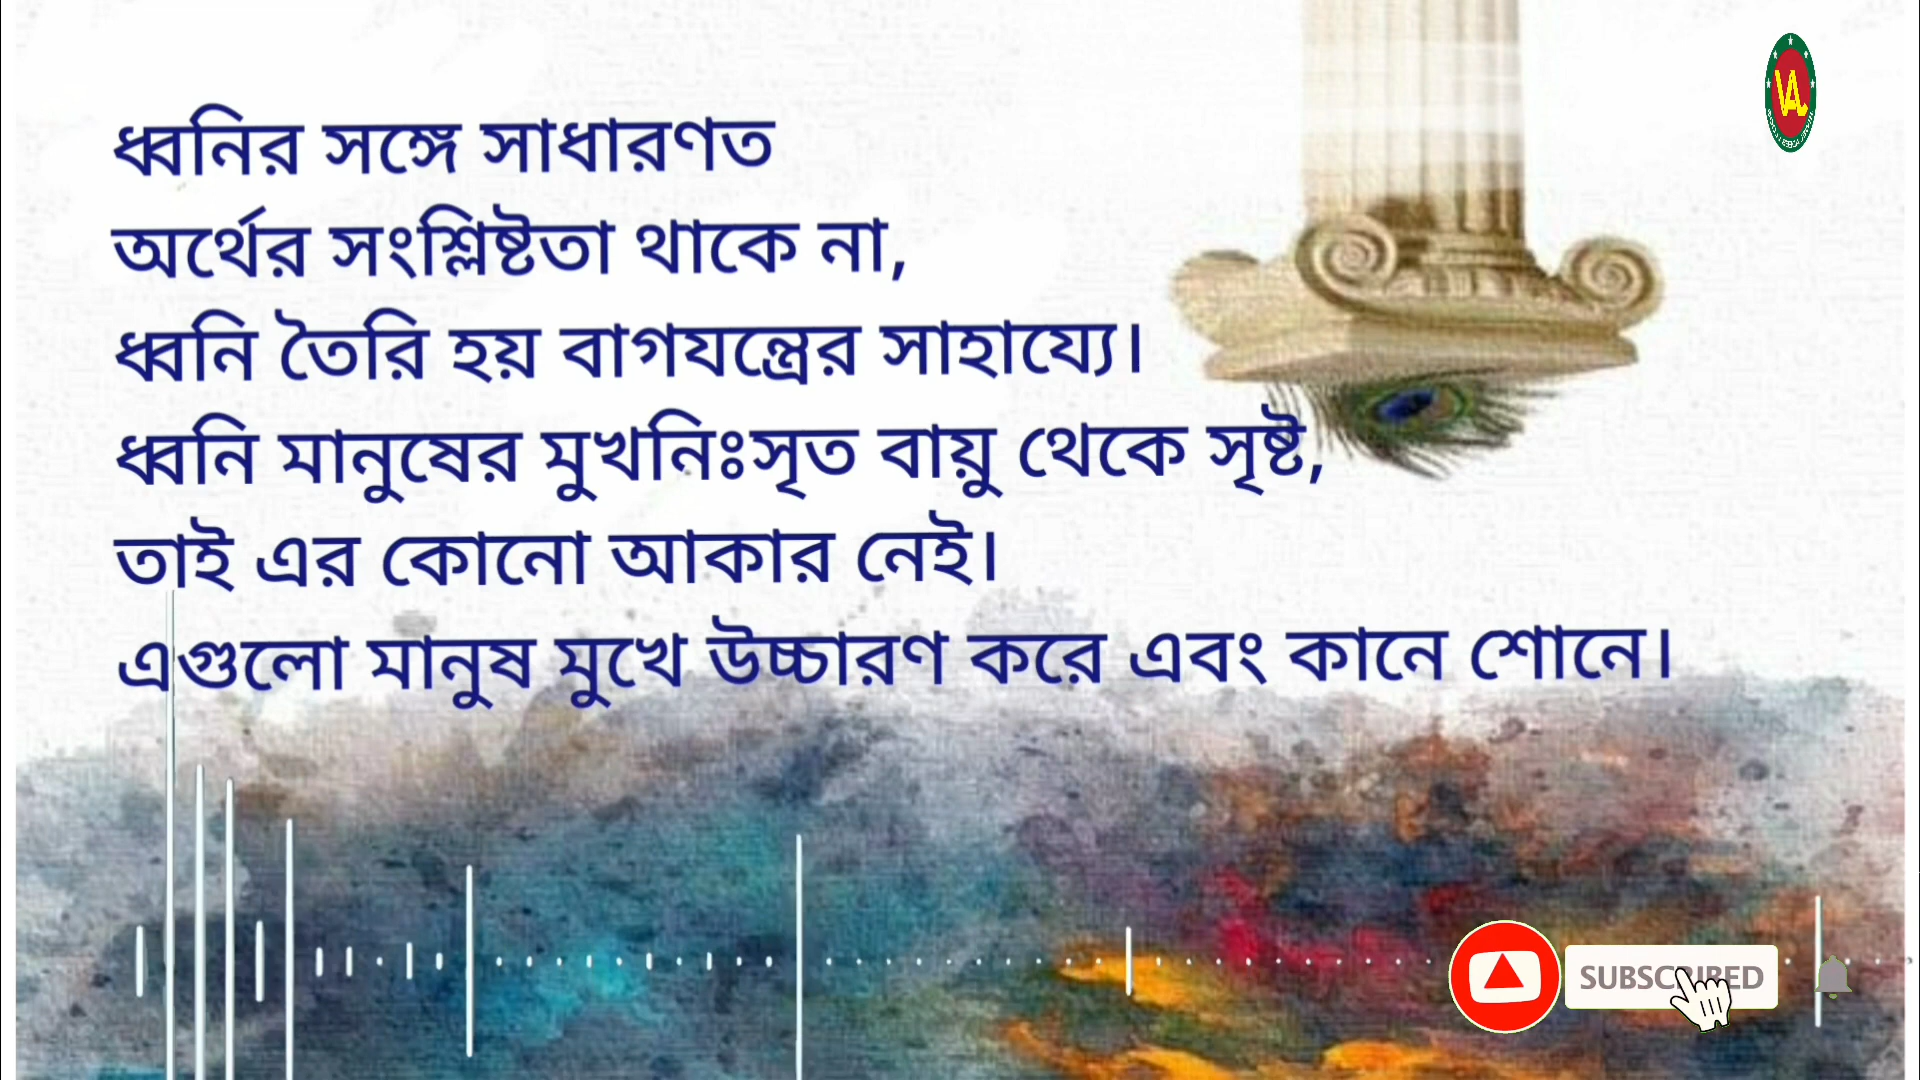 ধ্বনির সঙ্গে সাধারণত
অর্থের সংশ্লিষ্টতা থাকে না,
ধ্বনি তৈরি হয় বাগযন্ত্রের সাহায্যে।
ধ্বনি মানুষের মুখনিঃসৃত বায়ু থেকে সৃষ্ট,
তাই এর কোনো আকার নেই।
এগুলো মানুষ মুখে উচ্চারণ করে এবং কানে শোনে।
SUBSCRIBED